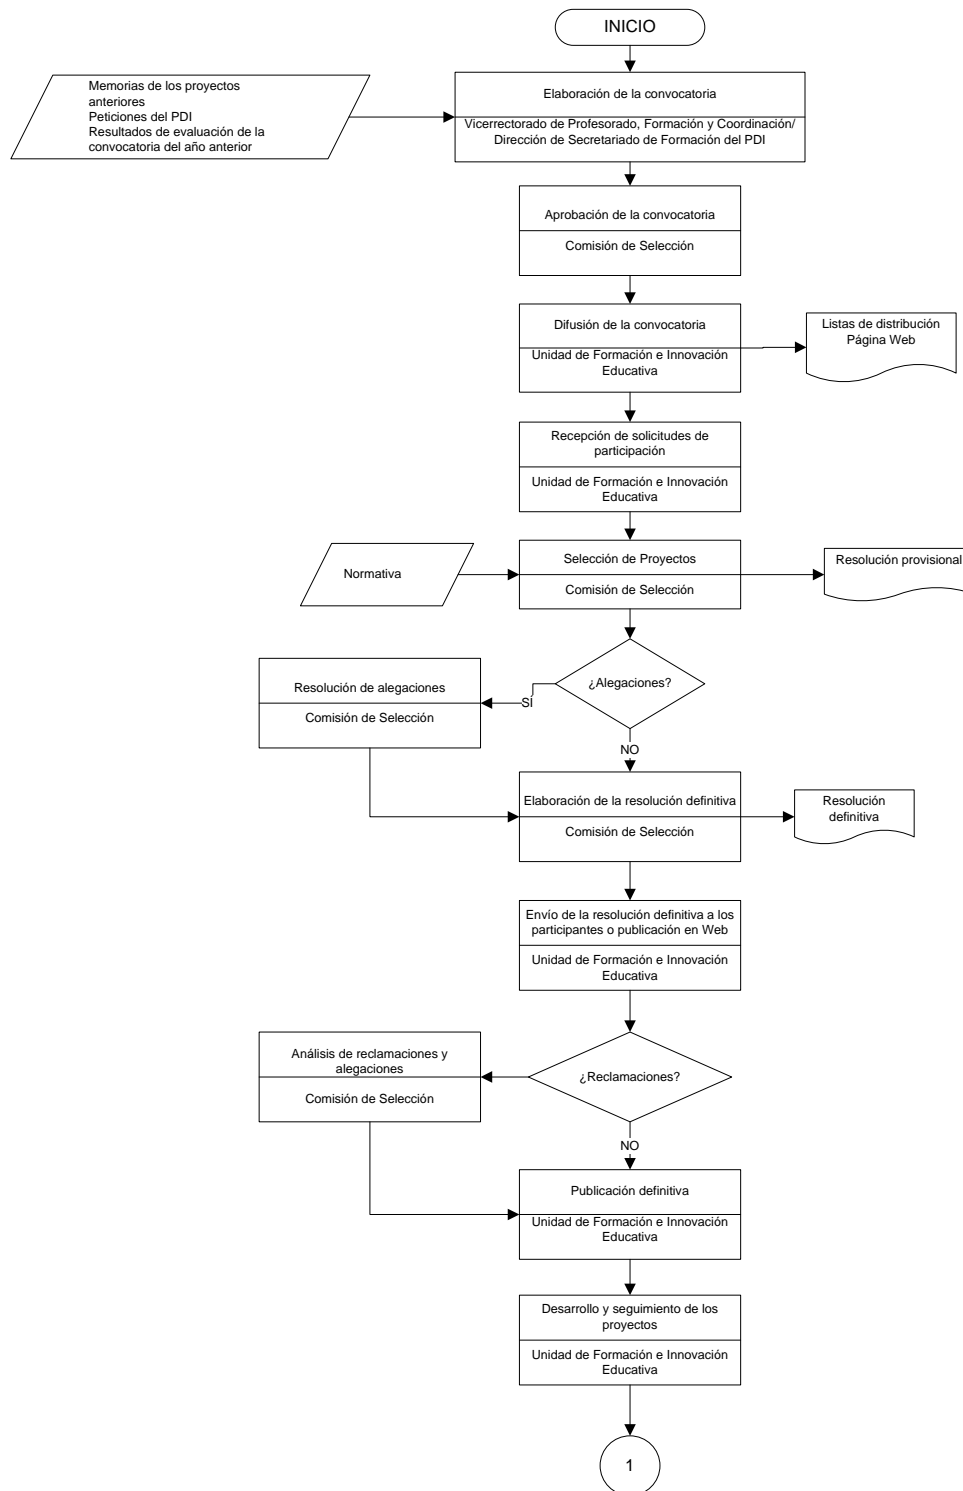 INICIO
Memorias de los proyectos
anteriores
Peticiones del PDI
Resultados de evaluación de la
convocatoria del año anterior
Elaboración de la convocatoria
Vicerrectorado de Profesorado, Formación y Coordinación/
Dirección de Secretariado de Formación del PDI
Aprobación de la convocatoria
Comisión de Selección
Difusión de la convocatoria
Unidad de Formación e Innovación
Educativa
Listas de distribución
Página Web
Recepción de solicitudes de
participación
Unidad de Formación e Innovación
Educativa
Normativa
Selección de Proyectos
Comisión de Selección
Resolución provisional
¿Alegaciones?
SÍ
Resolución de alegaciones
Comisión de Selección
NO
Elaboración de la resolución definitiva
Comisión de Selección
Resolución
definitiva
Envío de la resolución definitiva a los
participantes o publicación en Web
Unidad de Formación e Innovación
Educativa
¿Reclamaciones?
Análisis de reclamaciones y
alegaciones
Comisión de Selección
NO
Publicación definitiva
Unidad de Formación e Innovación
Educativa
Desarrollo y seguimiento de los
proyectos
Unidad de Formación e Innovación
Educativa
1